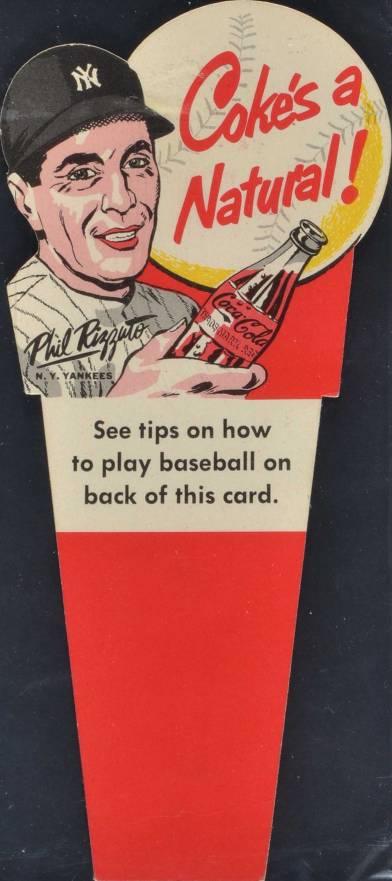 NY
Coke's a
Natural!
Coca-Cola
Phil Rizzuto
N. Y. YANKEES
See tips on how
to play baseball on
back of this card.